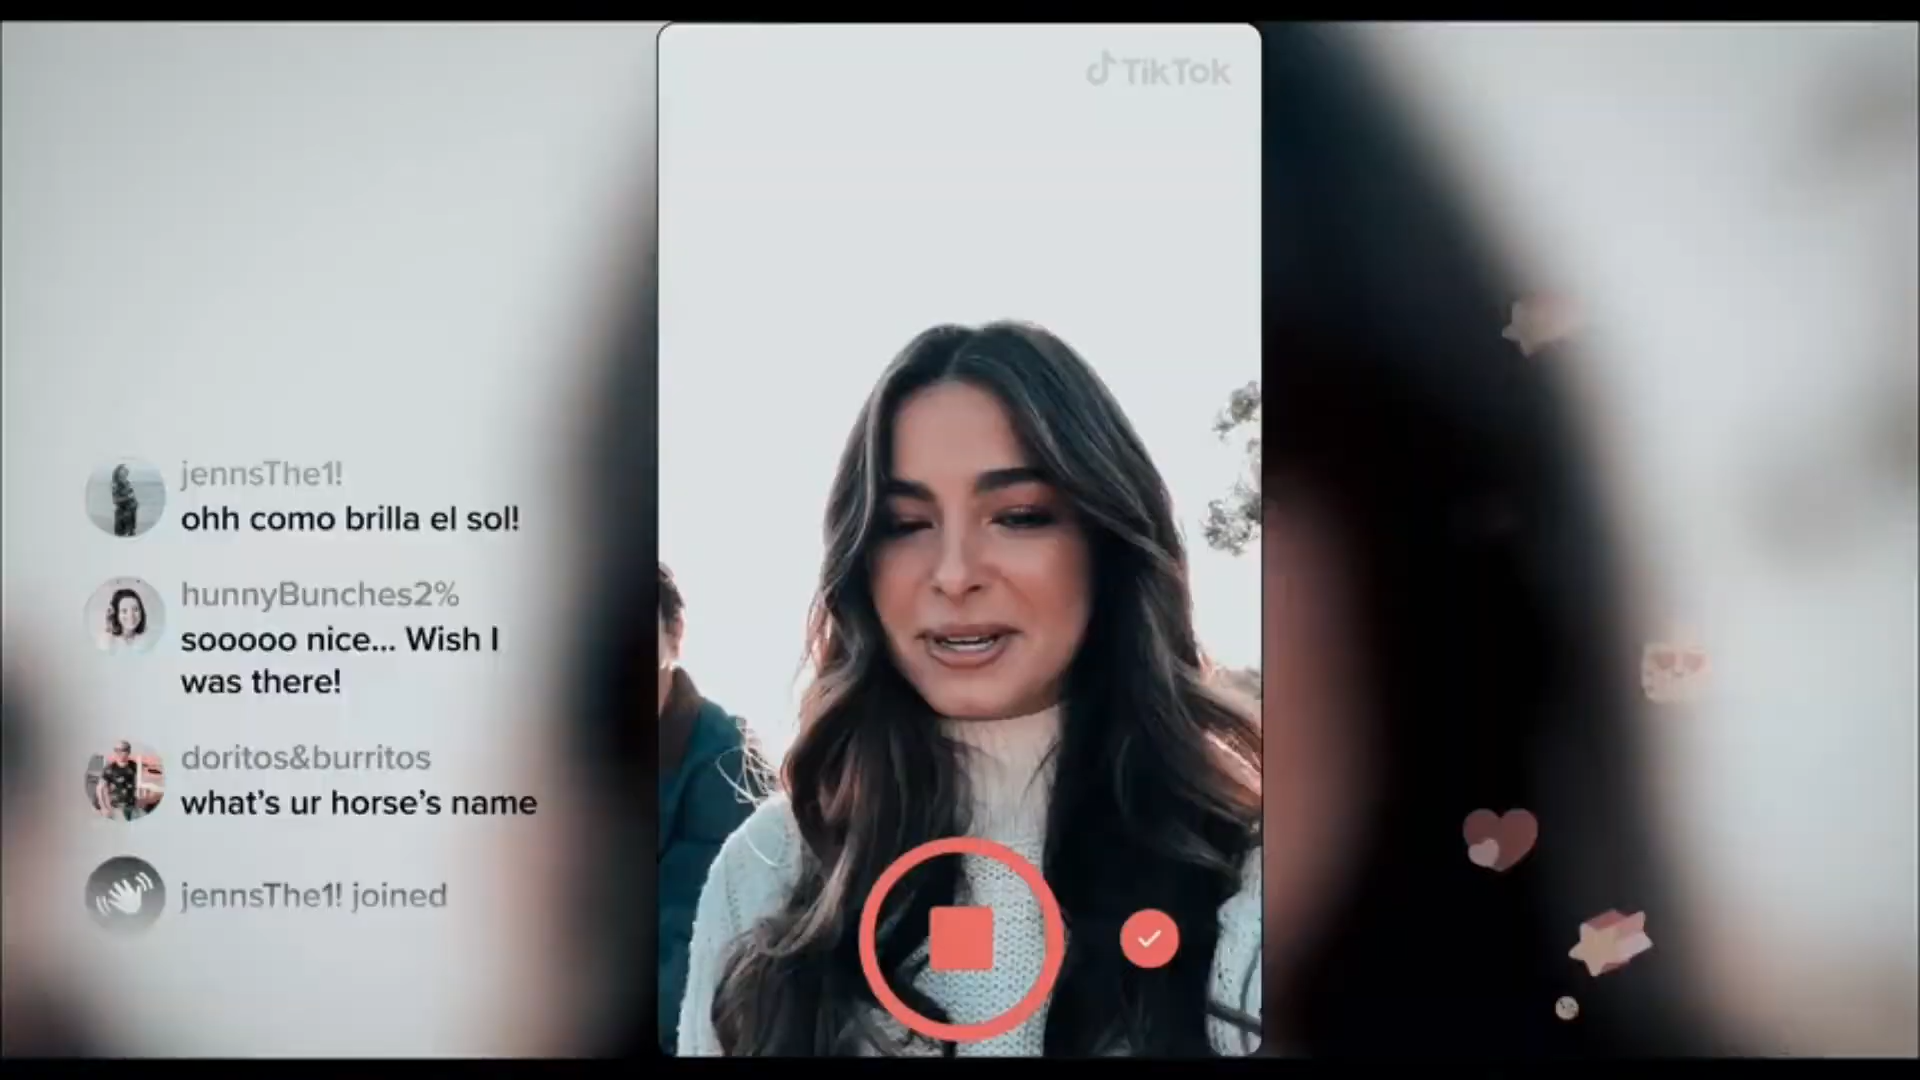 TikTok
jennsThe1!
ohh como brilla el sol!
hunnyBunches2%
sooooo nice... Wish I
was there!
doritos&burritos
what's ur horse's name
jennsThe1! joined